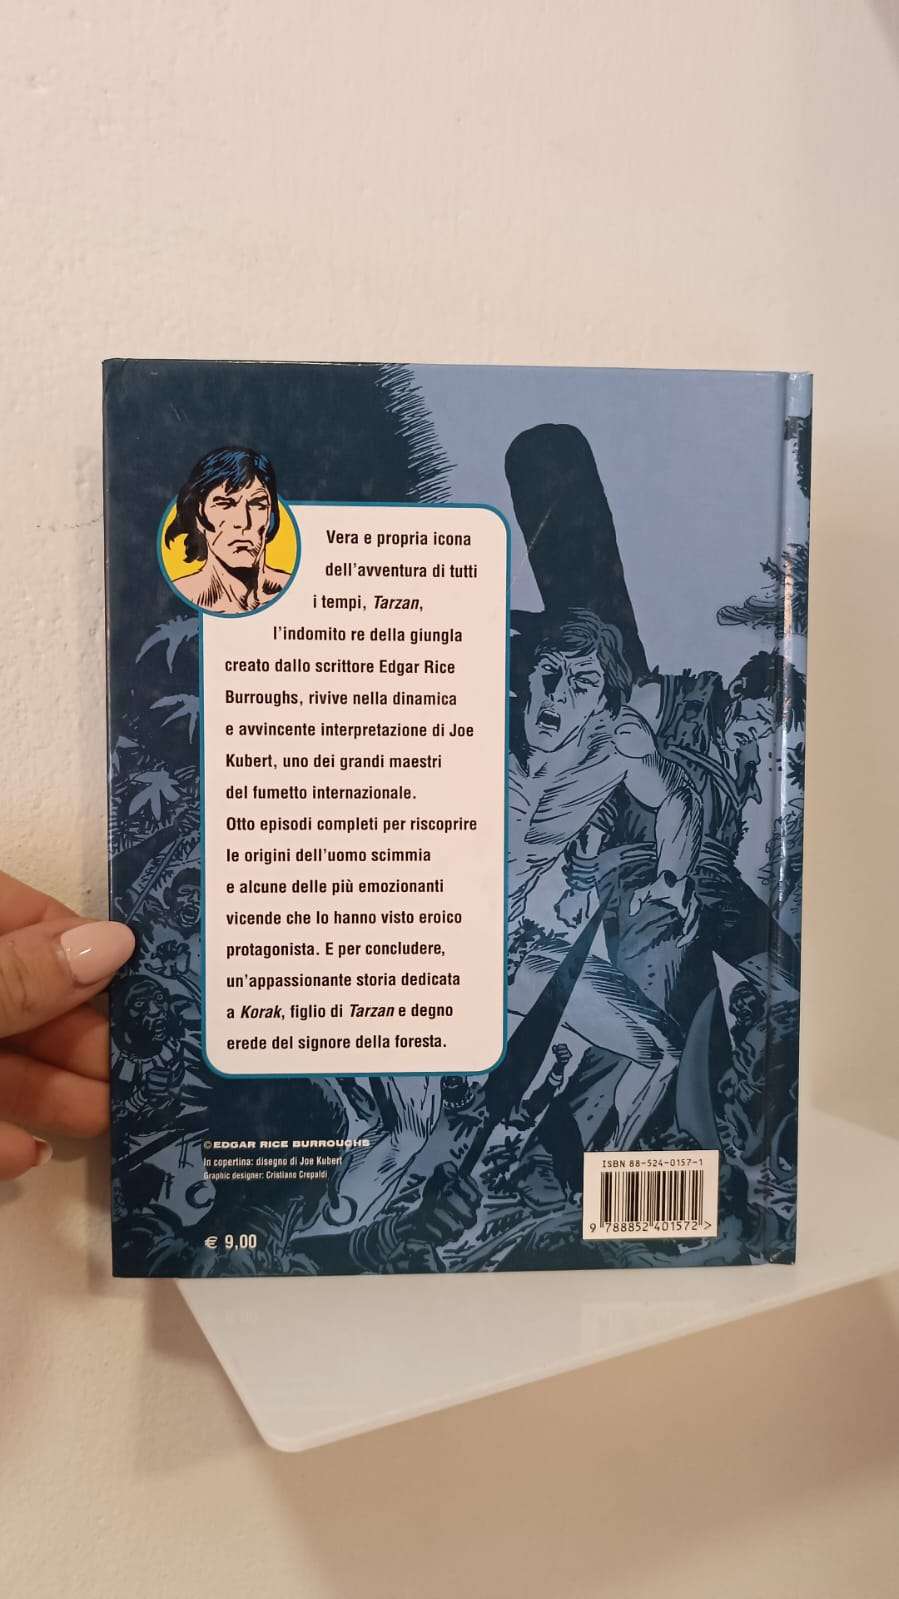 Vera e propria icona
dell'avventura di tutti
i tempi, Tarzan,
l'indomito re della giungla
creato dallo scrittore Edgar Rice
Burroughs, rivive nella dinamica
e avvincente interpretazione di Joe
Kubert, uno dei grandi maestri
del fumetto internazionale.
Otto episodi completi per riscoprire
le origini dell'uomo scimmia
e alcune delle più emozionanti
vicende che lo hanno visto eroico
protagonista. E per concludere,
un'appassionante storia dedicata
a Korak, figlio di Tarzan e degno
erede del signore della foresta.
©EDGAR RICE BURROUGHS
In copertina: disegno di Joe Kubert
Graphic designer: Cristiano Crepaldi
€ 9,00
ISBN 88-524-0157-1
9 788852 401572 >